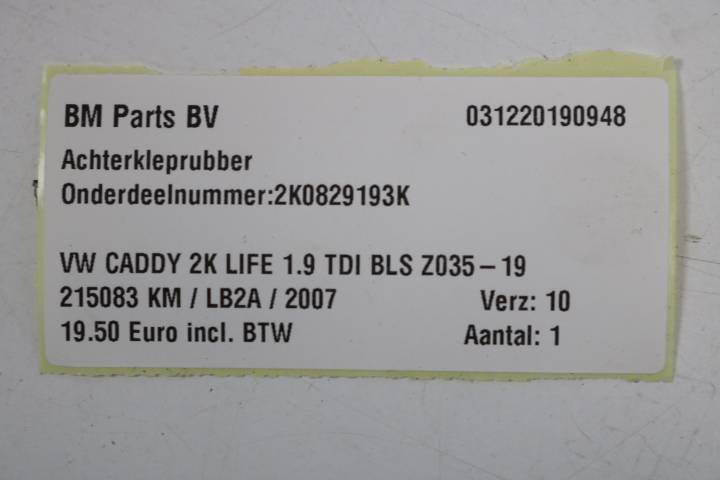 BM Parts BV 031220190948
Achterkleprubber
Onderdeelnummer:2K0829193K
VW CADDY 2K LIFE 1.9 TDI BLS Z035-19
215083 KM / LB2A / 2007 Verz: 10
19.50 Euro incl. BTW Aantal: 1